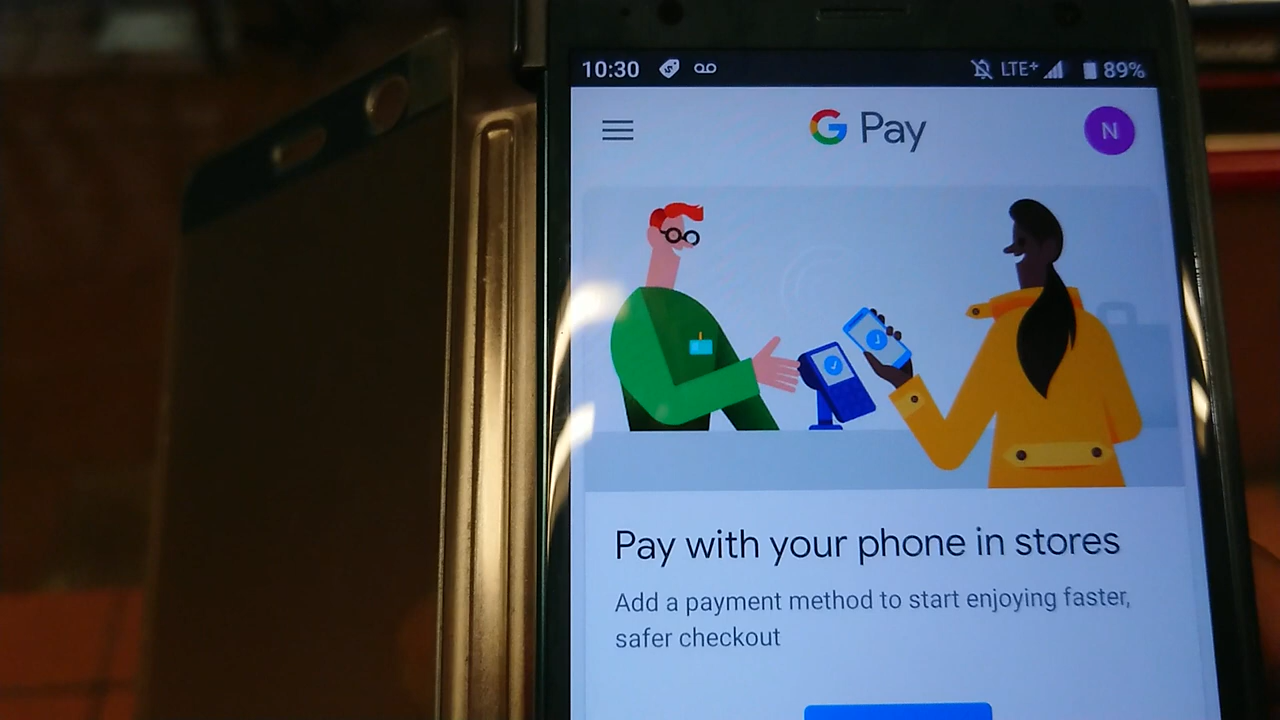 10:30 LTE+ 89%
G Pay N
Pay with your phone in stores
Add a payment method to start enjoying faster,
safer checkout